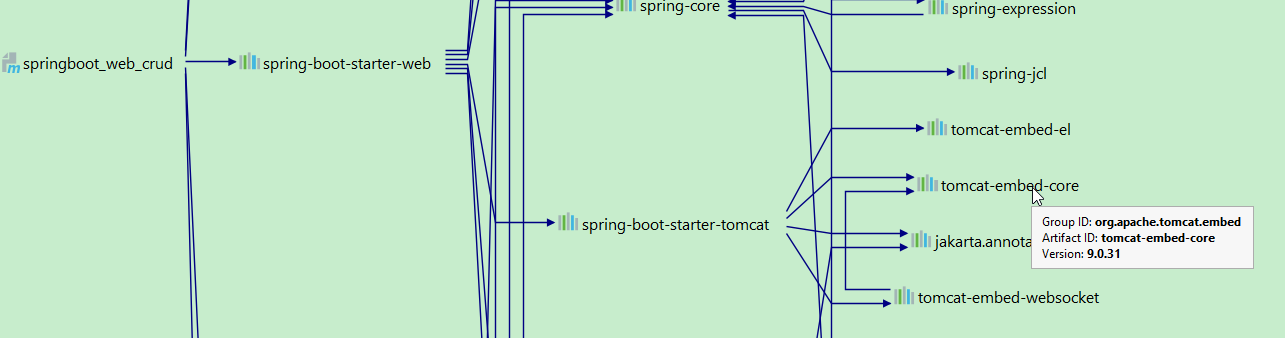 spring-core
spring-expression
springboot_web_crud
spring-boot-starter-web
spring-jcl
tomcat-embed-el
tomcat-embed-core
Group ID: org.apache.tomcat.embed
Artifact ID: tomcat-embed-core
Version: 9.0.31
spring-boot-starter-tomcat
jakarta.annota
tomcat-embed-websocket